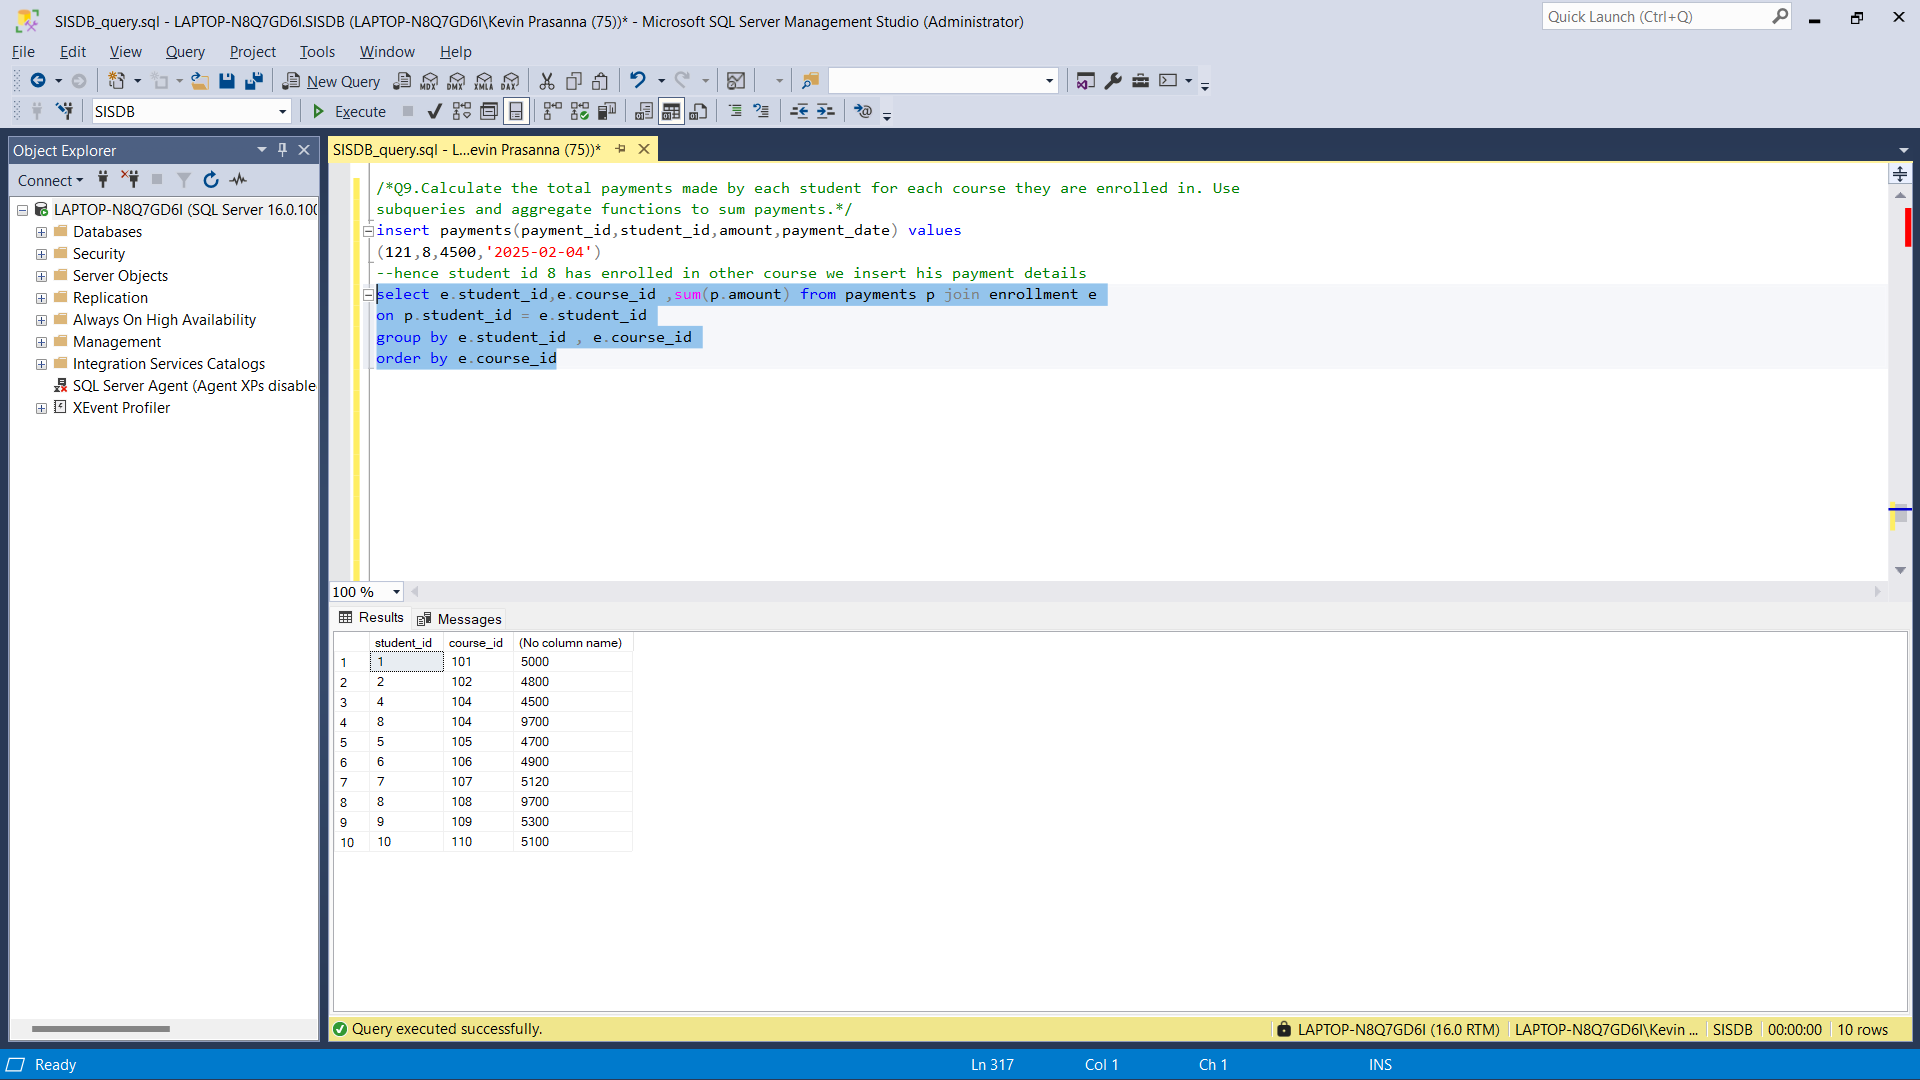 SISDB_query.sql - LAPTOP-N8Q7GD6I.SISDB (LAPTOP-N8Q7GD6I\Kevin Prasanna (75))* - Microsoft SQL Server Management Studio (Administrator)
Quick Launch (Ctrl+Q)
File Edit View Query Project Tools Window Help
New Query MDX DMX XMLA DAX
SISDB Execute
Object Explorer
SISDB_query.sql - L...evin Prasanna (75))*
Connect
LAPTOP-N8Q7GD6I (SQL Server 16.0.100
Databases
Security
Server Objects
Replication
Always On High Availability
Management
Integration Services Catalogs
SQL Server Agent (Agent XPs disable
XEvent Profiler
/*Q9.Calculate the total payments made by each student for each course they are enrolled in. Use
subqueries and aggregate functions to sum payments.*/
insert payments(payment_id,student_id,amount,payment_date) values
(121,8,4500,'2025-02-04')
--hence student id 8 has enrolled in other course we insert his payment details
select e.student_id,e.course_id ,sum(p.amount) from payments p join enrollment e
on p.student_id = e.student_id
group by e.student_id , e.course_id
order by e.course_id
100 %
Results Messages
student_id course_id (No column name)
1 1 101 5000
2 2 102 4800
3 4 104 4500
4 8 104 9700
5 5 105 4700
6 6 106 4900
7 7 107 5120
8 8 108 9700
9 9 109 5300
10 10 110 5100
Query executed successfully.
LAPTOP-N8Q7GD6I (16.0 RTM) LAPTOP-N8Q7GD6I\Kevin ... SISDB 00:00:00 10 rows
Ready Ln 317 Col 1 Ch 1 INS